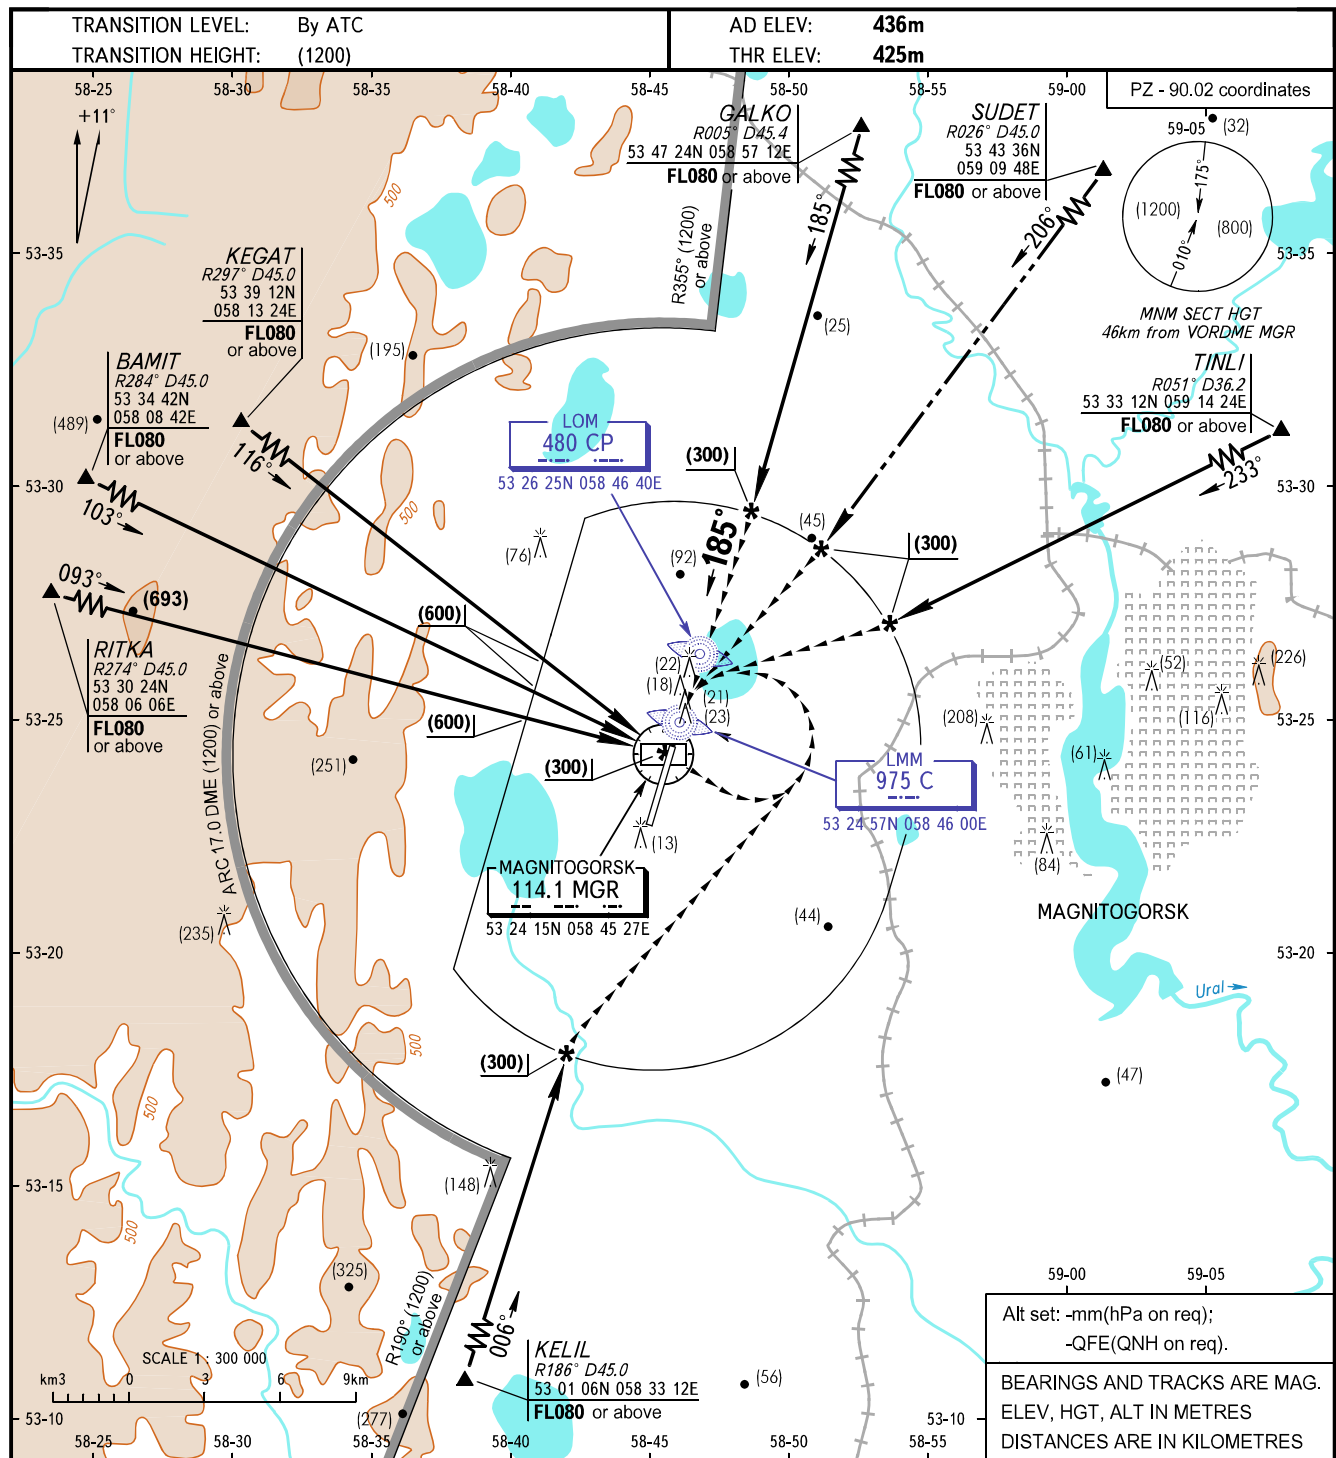 TRANSITION LEVEL: By ATC
TRANSITION HEIGHT: (1200)
AD ELEV: 436m
THR ELEV: 425m
58-25 58-30 58-35 58-40 58-45 58-50 58-55 59-00
PZ - 90.02 coordinates
59-05
(32)
+11°
GALKO
R005° D45.4
53 47 24N 058 57 12E
FL080 or above
SUDET
R026° D45.0
53 43 36N
059 09 48E
FL080 or above
175°
(1200)
(800)
010°
MNM SECT HGT
46km from VORDME MGR
500
185°
206°
R355° (1200)
or above
53-35
53-35
KEGAT
R297° D45.0
53 39 12N
058 13 24E
FL080
or above
(25)
(195)
BAMIT
R284° D45.0
53 34 42N
058 08 42E
FL080
or above
(489)
TINLI
R051° D36.2
53 33 12N 059 14 24E
FL080 or above
LOM
480 CP
53 26 25N 058 46 40E
116°
103°
233°
53-30
53-30
(300)
500
(76)
(45)
(300)
185°
(92)
093°
(693)
(600)
RITKA
R274° D45.0
53 30 24N
058 06 06E
FL080
or above
(22)
(18)
(21)
(23)
(52)
(226)
(116)
(208)
(61)
(84)
53-25
53-25
(600)
(300)
(251)
LMM
975 C
53 24 57N 058 46 00E
(13)
MAGNITOGORSK
114.1 MGR
53 24 15N 058 45 27E
MAGNITOGORSK
ARC 17.0 DME (1200) or above
(235)
(44)
53-20
53-20
Ural
(300)
500
500
(47)
500
(148)
53-15
R190° (1200)
or above
(325)
006°
KELIL
R186° D45.0
53 01 06N 058 33 12E
FL080 or above
(56)
(277)
SCALE 1 : 300 000
km3 0 3 6 9km
59-00 59-05
Alt set: -mm(hPa on req);
-QFE(QNH on req).
BEARINGS AND TRACKS ARE MAG.
ELEV, HGT, ALT IN METRES
DISTANCES ARE IN KILOMETRES
53-10
53-10
58-25 58-30 58-35 58-40 58-45 58-50 58-55